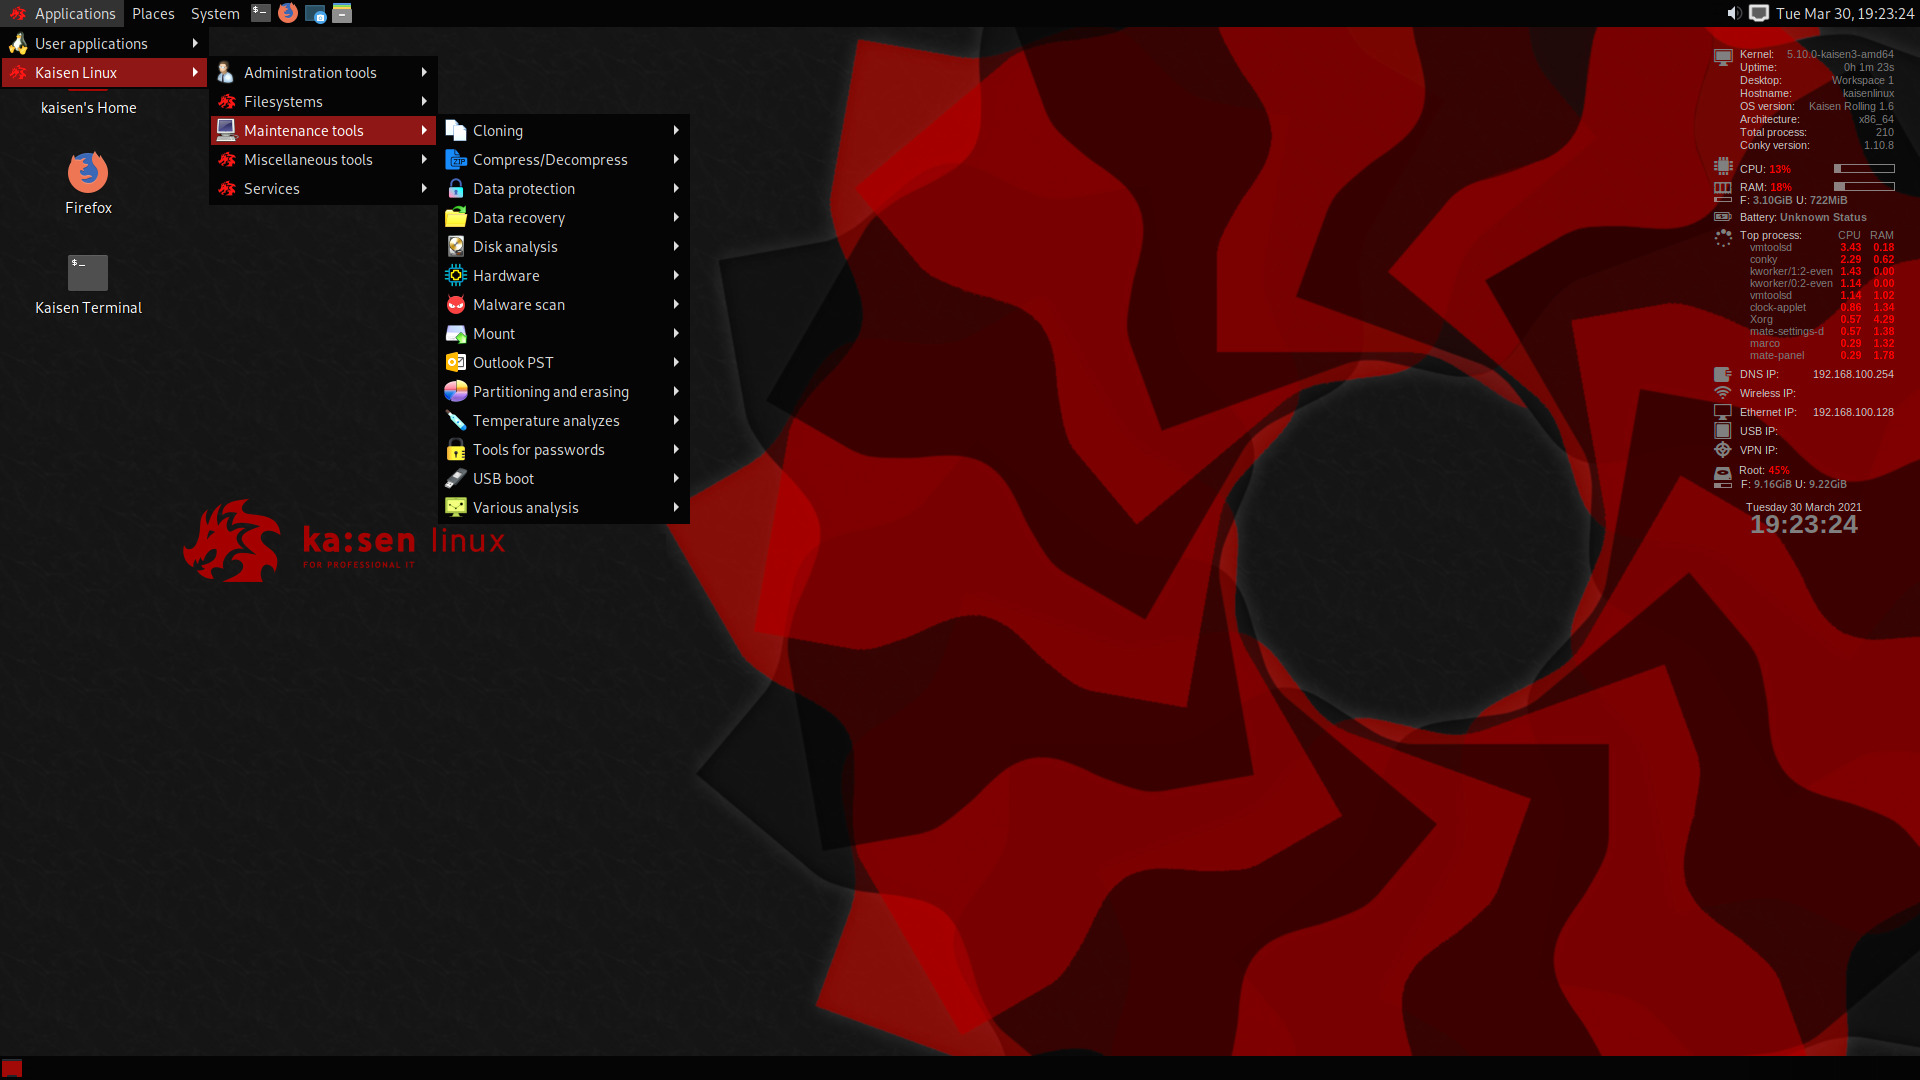 Applications Places System
Tue Mar 30, 19:23:24
User applications
Kaisen Linux
kaisen's Home
Firefox
$_
Kaisen Terminal
Administration tools
Filesystems
Maintenance tools
Miscellaneous tools
Services
Cloning
Compress/Decompress
Data protection
Data recovery
Disk analysis
Hardware
Malware scan
Mount
Outlook PST
Partitioning and erasing
Temperature analyzes
Tools for passwords
USB boot
Various analysis
ka:sen linux
FOR PROFESSIONAL IT
Kernel: 5.10.0-kaisen3-amd64
Uptime: 0h 1m 23s
Desktop: Workspace 1
Hostname: kaisenlinux
OS version: Kaisen Rolling 1.6
Architecture: x86_64
Total process: 210
Conky version: 1.10.8
CPU: 13%
RAM: 18%
F: 3.10GiB U: 722MiB
Battery: Unknown Status
Top process: CPU RAM
vmtoolsd 3.43 0.18
conky 2.29 0.62
kworker/1:2-even 1.43 0.00
kworker/0:2-even 1.14 0.00
vmtoolsd 1.14 1.02
clock-applet 0.86 1.34
Xorg 0.57 4.29
mate-settings-d 0.57 1.38
marco 0.29 1.32
mate-panel 0.29 1.78
DNS IP: 192.168.100.254
Wireless IP:
Ethernet IP: 192.168.100.128
USB IP:
VPN IP:
Root: 45%
F: 9.16GiB U: 9.22GiB
Tuesday 30 March 2021
19:23:24